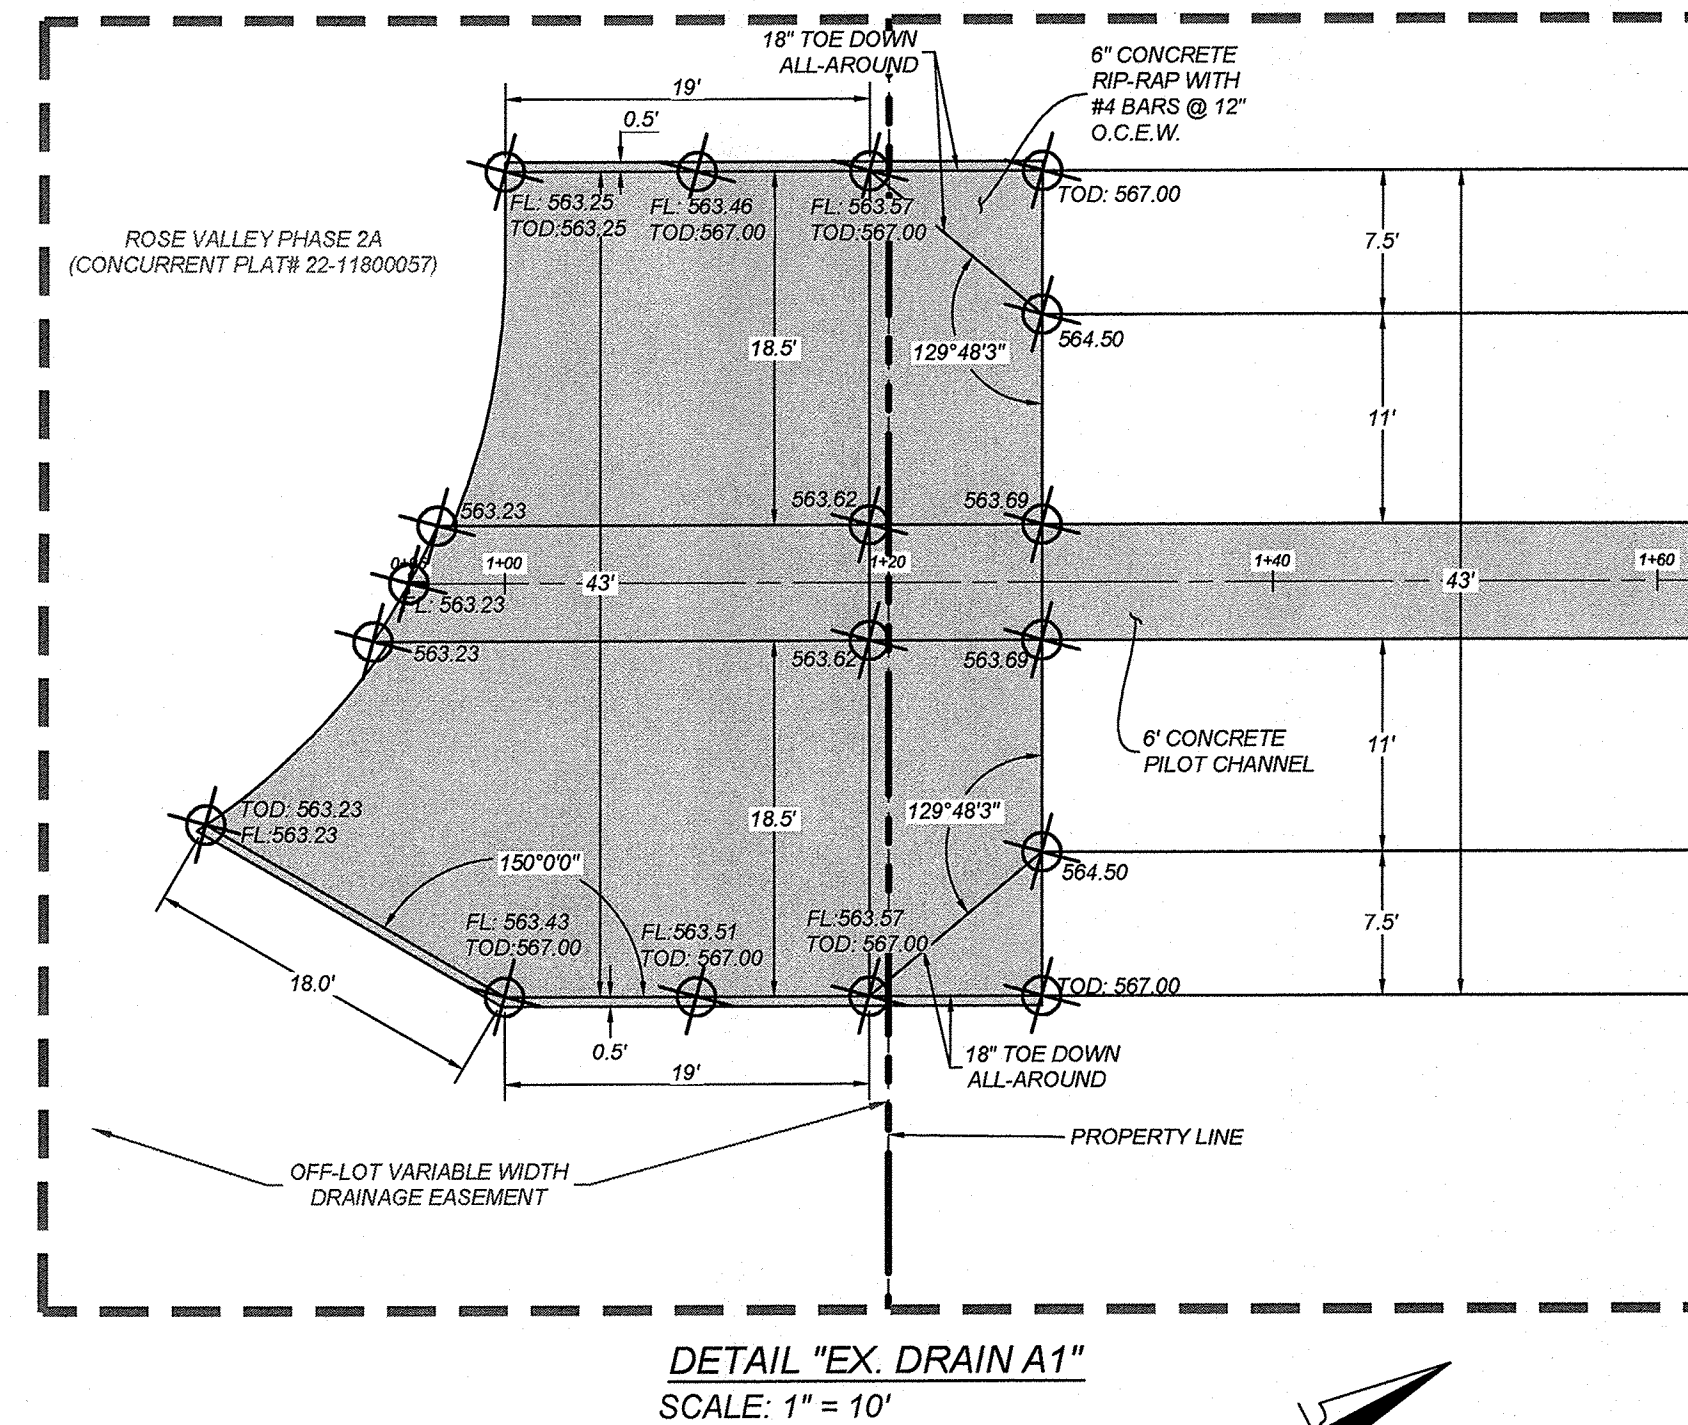 18" TOE DOWN
ALL-AROUND
6" CONCRETE
RIP-RAP WITH
#4 BARS @ 12"
O.C.E.W.
19'
0.5'
FL: 563.25
TOD:563.25
FL: 563.46
TOD:567.00
FL: 563.57
TOD:567.00
TOD: 567.00
ROSE VALLEY PHASE 2A
(CONCURRENT PLAT# 22-11800057)
7.5'
18.5'
129°48'3"
564.50
11'
563.23
563.62
563.69
1+00
1+20
1+40
1+60
43'
43'
FL: 563.23
563.23
563.62
563.69
6' CONCRETE
PILOT CHANNEL
11'
TOD: 563.23
FL:563.23
18.5'
129°48'3"
150°0'0"
564.50
FL: 563.43
TOD:567.00
FL:563.51
TOD: 567.00
FL:563.57
TOD: 567.00
7.5'
18.0'
TOD: 567.00
0.5'
19'
18" TOE DOWN
ALL-AROUND
PROPERTY LINE
OFF-LOT VARIABLE WIDTH
DRAINAGE EASEMENT
DETAIL "EX. DRAIN A1"
SCALE: 1" = 10'